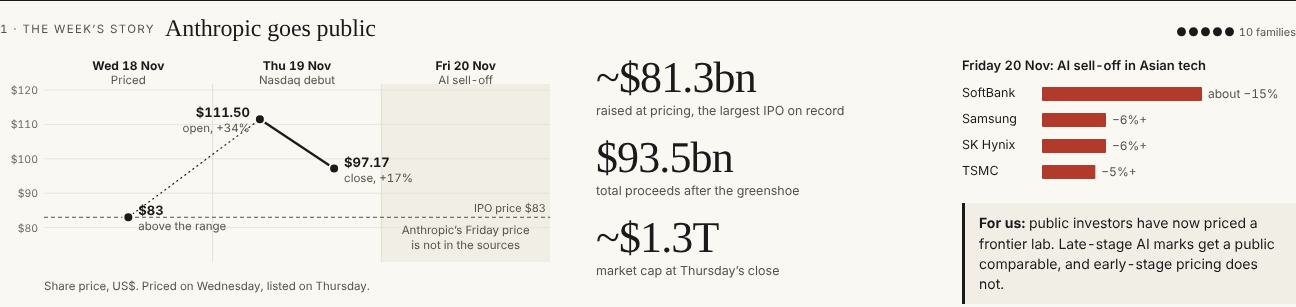 1 · THE WEEK'S STORY Anthropic goes public
10 families
Wed 18 Nov
Priced
Thu 19 Nov
Nasdaq debut
Fri 20 Nov
AI sell-off
$120
$110
$100
$90
$80
$111.50
open, +34%
$97.17
close, +17%
$83
above the range
IPO price $83
Anthropic's Friday price
is not in the sources
Share price, US$. Priced on Wednesday, listed on Thursday.
~$81.3bn
raised at pricing, the largest IPO on record
$93.5bn
total proceeds after the greenshoe
~$1.3T
market cap at Thursday's close
Friday 20 Nov: AI sell-off in Asian tech
SoftBank about −15%
Samsung −6%+
SK Hynix −6%+
TSMC −5%+
For us: public investors have now priced a
frontier lab. Late-stage AI marks get a public
comparable, and early-stage pricing does
not.